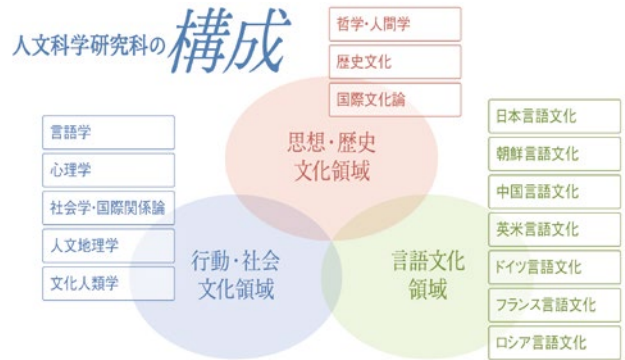 人文科学研究科の構成
哲学・人間学
歴史文化
国際文化論
思想・歴史
文化領域
言語学
心理学
社会学・国際関係論
人文地理学
文化人類学
行動・社会
文化領域
言語文化
領域
日本言語文化
朝鮮言語文化
中国言語文化
英米言語文化
ドイツ言語文化
フランス言語文化
ロシア言語文化